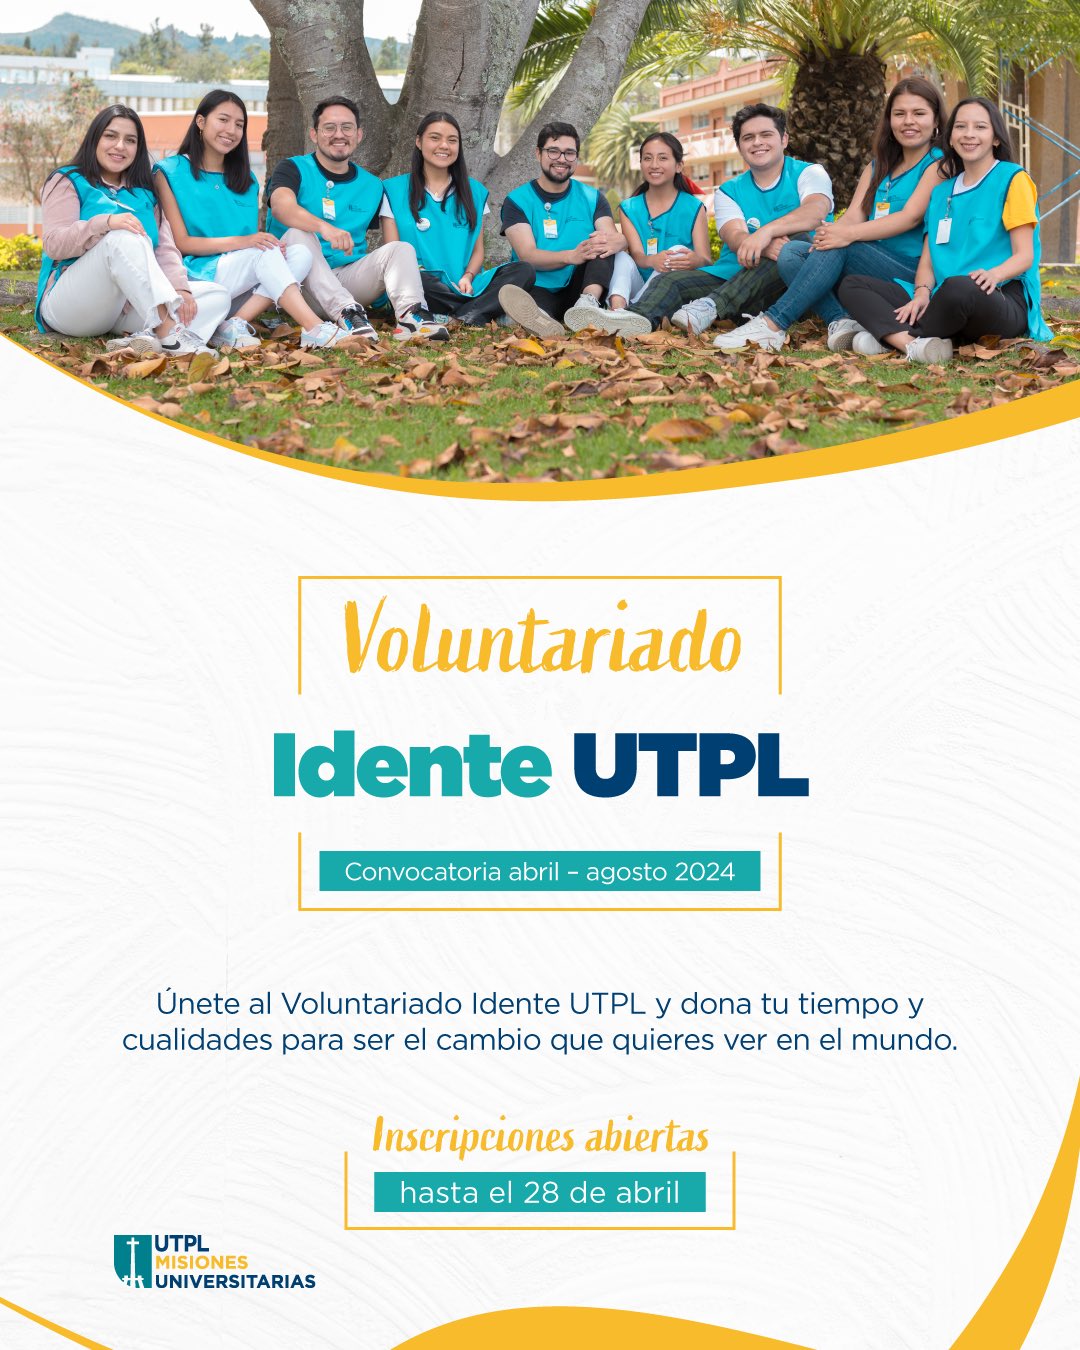 Voluntariado
Idente UTPL
Convocatoria abril – agosto 2024
Únete al Voluntariado Idente UTPL y dona tu tiempo y
cualidades para ser el cambio que quieres ver en el mundo.
Inscripciones abiertas
hasta el 28 de abril
UTPL
MISIONES
UNIVERSITARIAS